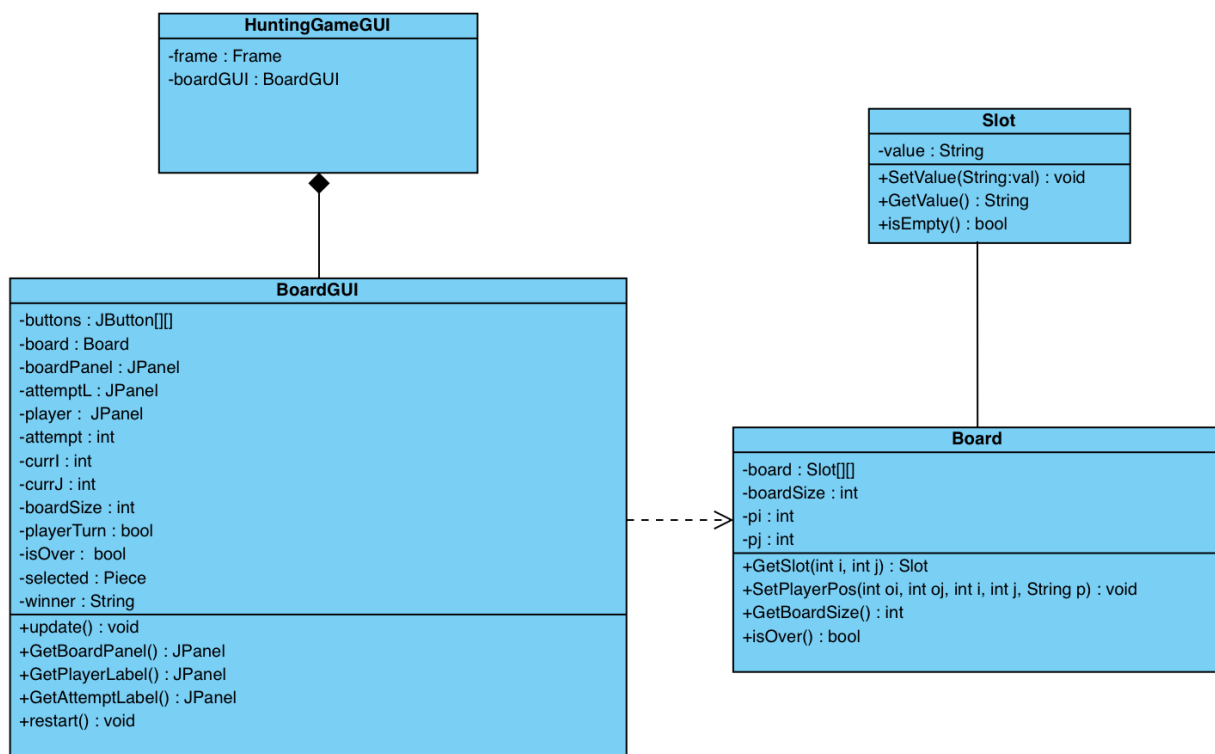 HuntingGameGUI
-frame : Frame
-boardGUI : BoardGUI
Slot
-value : String
+SetValue(String:val) : void
+GetValue() : String
+isEmpty() : bool
BoardGUI
-buttons : JButton[][]
-board : Board
-boardPanel : JPanel
-attemptL : JPanel
-player : JPanel
-attempt : int
-currI : int
-currJ : int
-boardSize : int
-playerTurn : bool
-isOver : bool
-selected : Piece
-winner : String
+update() : void
+GetBoardPanel() : JPanel
+GetPlayerLabel() : JPanel
+GetAttemptLabel() : JPanel
+restart() : void
Board
-board : Slot[][]
-boardSize : int
-pi : int
-pj : int
+GetSlot(int i, int j) : Slot
+SetPlayerPos(int oi, int oj, int i, int j, String p) : void
+GetBoardSize() : int
+isOver() : bool